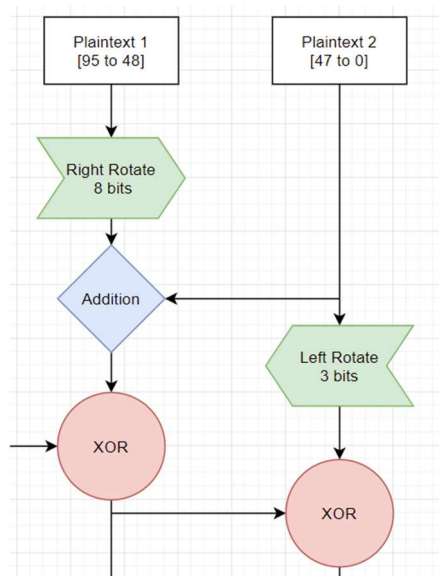 Plaintext 1
[95 to 48]
Plaintext 2
[47 to 0]
Right Rotate
8 bits
Addition
Left Rotate
3 bits
XOR
XOR